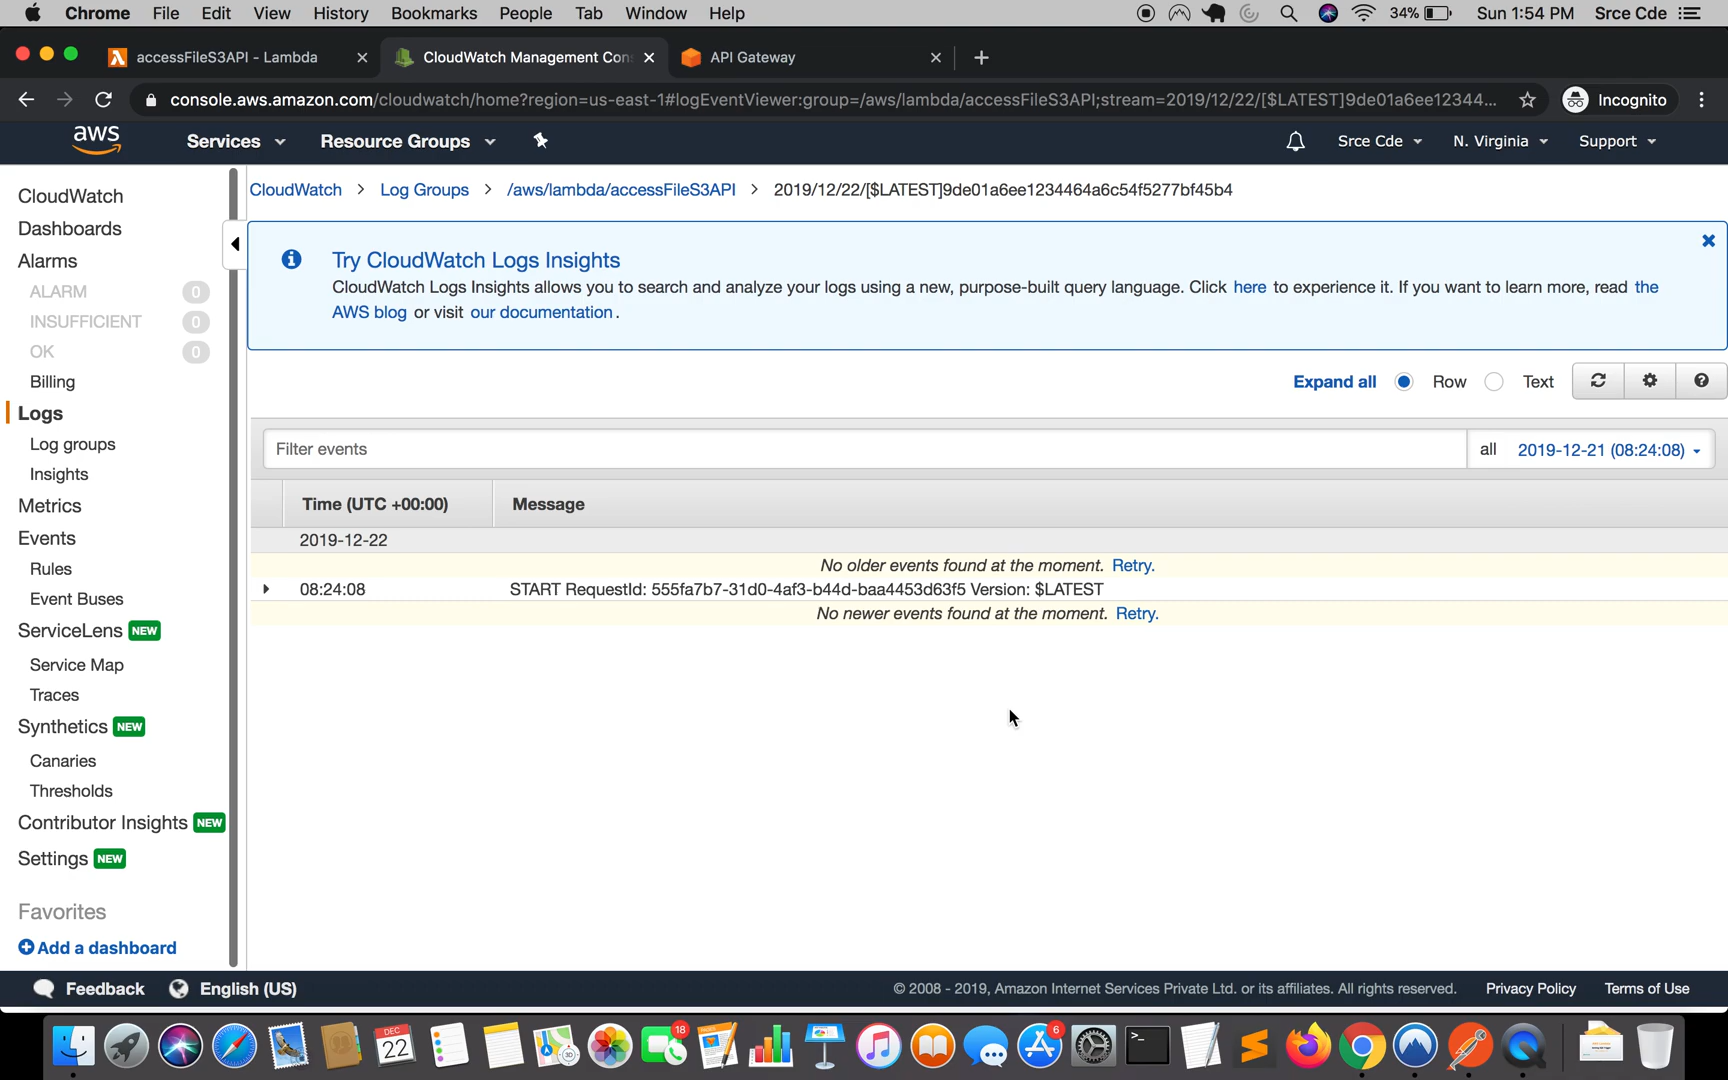 Chrome File Edit View History Bookmarks People Tab Window Help 34% Sun 1:54 PM Srce Cde
accessFileS3API - Lambda CloudWatch Management Con API Gateway
console.aws.amazon.com/cloudwatch/home?region=us-east-1#logEventViewer:group=/aws/lambda/accessFileS3API;stream=2019/12/22/[$LATEST]9de01a6ee12344... Incognito
aws Services Resource Groups Srce Cde N. Virginia Support
CloudWatch
Dashboards
Alarms
ALARM 0
INSUFFICIENT 0
OK 0
Billing
Logs
Log groups
Insights
Metrics
Events
Rules
Event Buses
ServiceLens NEW
Service Map
Traces
Synthetics NEW
Canaries
Thresholds
Contributor Insights NEW
Settings NEW
Favorites
Add a dashboard
CloudWatch > Log Groups > /aws/lambda/accessFileS3API > 2019/12/22/[$LATEST]9de01a6ee1234464a6c54f5277bf45b4
Try CloudWatch Logs Insights
CloudWatch Logs Insights allows you to search and analyze your logs using a new, purpose-built query language. Click here to experience it. If you want to learn more, read the
AWS blog or visit our documentation.
Expand all Row Text
Filter events all 2019-12-21 (08:24:08)
Time (UTC +00:00) Message
2019-12-22
No older events found at the moment. Retry.
08:24:08 START RequestId: 555fa7b7-31d0-4af3-b44d-baa4453d63f5 Version: $LATEST
No newer events found at the moment. Retry.
Feedback English (US) © 2008 - 2019, Amazon Internet Services Private Ltd. or its affiliates. All rights reserved. Privacy Policy Terms of Use
DEC
22
18
6